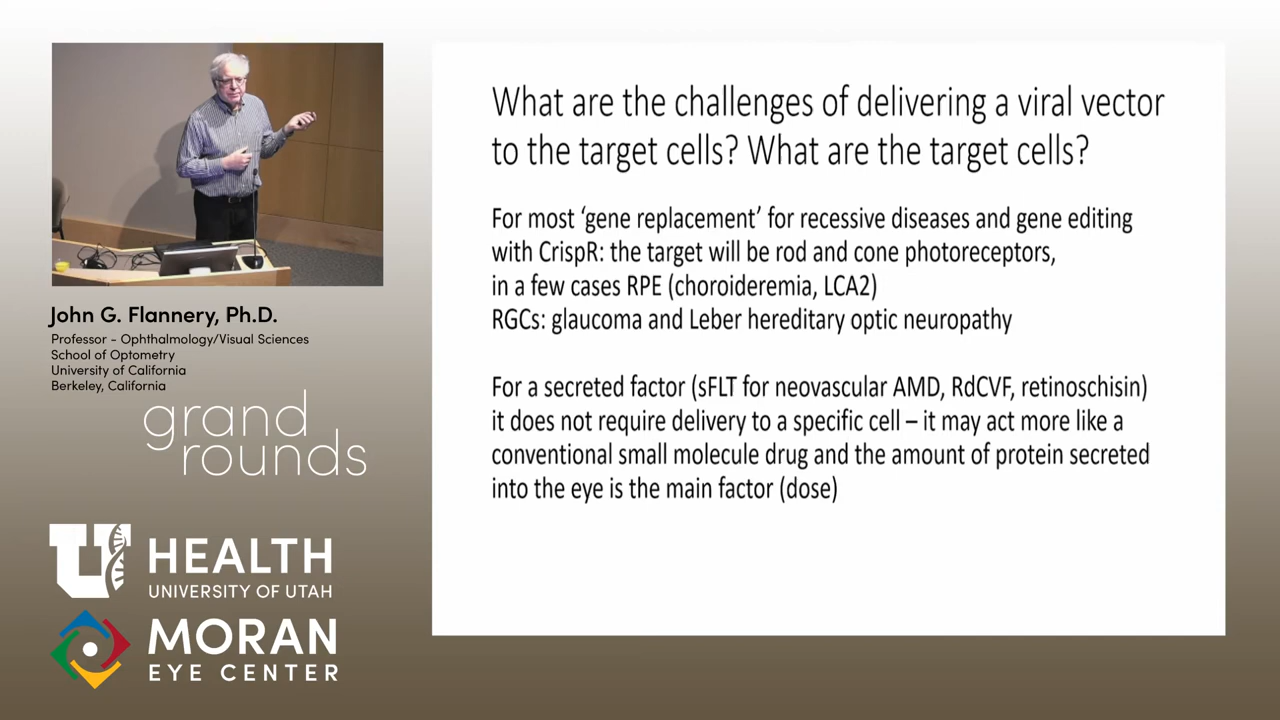 What are the challenges of delivering a viral vector
to the target cells? What are the target cells?
For most ‘gene replacement’ for recessive diseases and gene editing
with CrispR: the target will be rod and cone photoreceptors,
in a few cases RPE (choroideremia, LCA2)
RGCs: glaucoma and Leber hereditary optic neuropathy
For a secreted factor (sFLT for neovascular AMD, RdCVF, retinoschisin)
it does not require delivery to a specific cell – it may act more like a
conventional small molecule drug and the amount of protein secreted
into the eye is the main factor (dose)
John G. Flannery, Ph.D.
Professor - Ophthalmology/Visual Sciences
School of Optometry
University of California
Berkeley, California
grand
rounds
U HEALTH
UNIVERSITY OF UTAH
MORAN
EYE CENTER